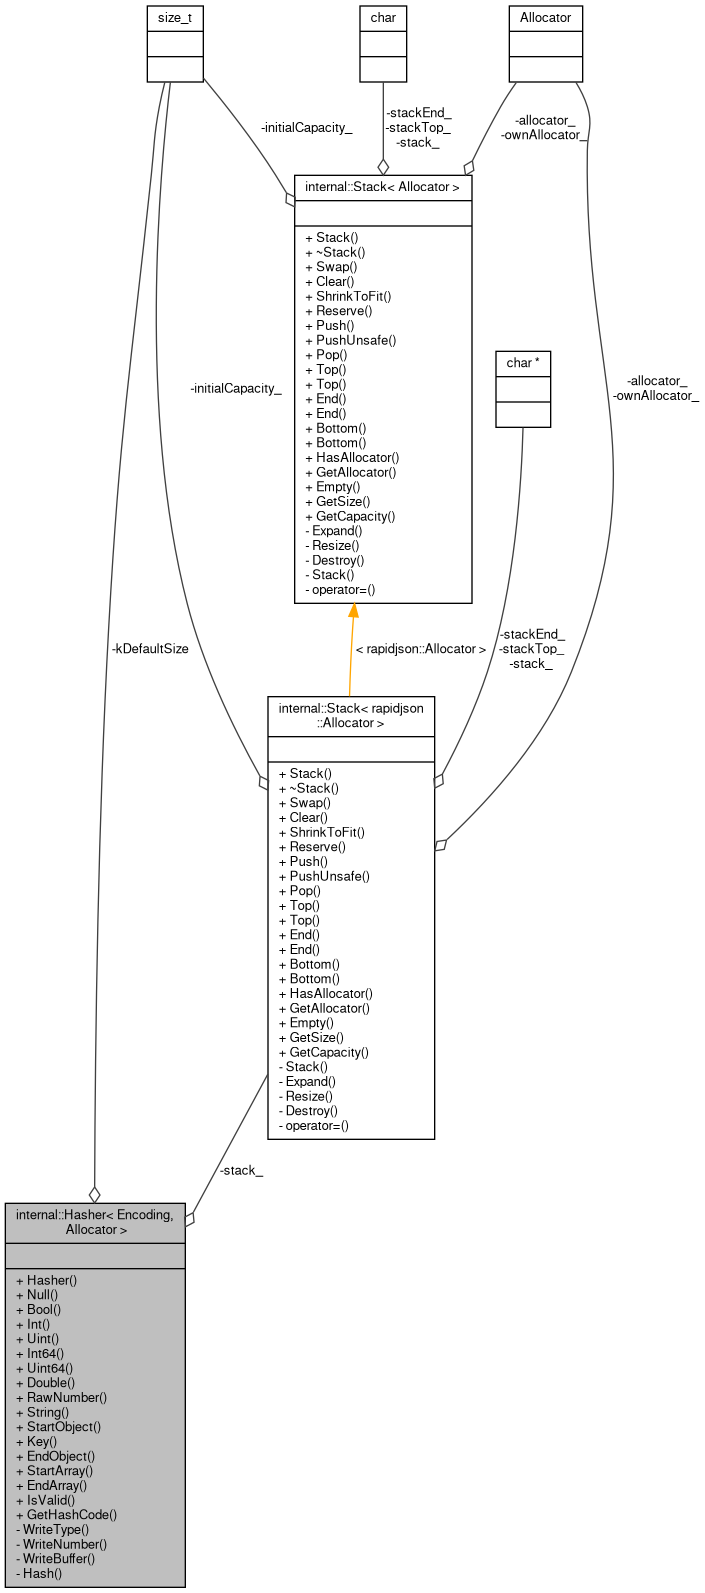 size_t
char
Allocator
-initialCapacity_
-stackEnd_
-stackTop_
-stack_
-allocator_
-ownAllocator_
internal::Stack< Allocator >
+ Stack()
+ ~Stack()
+ Swap()
+ Clear()
+ ShrinkToFit()
+ Reserve()
+ Push()
+ PushUnsafe()
+ Pop()
+ Top()
+ Top()
+ End()
+ End()
+ Bottom()
+ Bottom()
+ HasAllocator()
+ GetAllocator()
+ Empty()
+ GetSize()
+ GetCapacity()
- Expand()
- Resize()
- Destroy()
- Stack()
- operator=()
char *
-initialCapacity_
-allocator_
-ownAllocator_
-kDefaultSize
< rapidjson::Allocator >
-stackEnd_
-stackTop_
-stack_
internal::Stack< rapidjson
::Allocator >
+ Stack()
+ ~Stack()
+ Swap()
+ Clear()
+ ShrinkToFit()
+ Reserve()
+ Push()
+ PushUnsafe()
+ Pop()
+ Top()
+ Top()
+ End()
+ End()
+ Bottom()
+ Bottom()
+ HasAllocator()
+ GetAllocator()
+ Empty()
+ GetSize()
+ GetCapacity()
- Stack()
- Expand()
- Resize()
- Destroy()
- operator=()
-stack_
internal::Hasher< Encoding,
Allocator >
+ Hasher()
+ Null()
+ Bool()
+ Int()
+ Uint()
+ Int64()
+ Uint64()
+ Double()
+ RawNumber()
+ String()
+ StartObject()
+ Key()
+ EndObject()
+ StartArray()
+ EndArray()
+ IsValid()
+ GetHashCode()
- WriteType()
- WriteNumber()
- WriteBuffer()
- Hash()